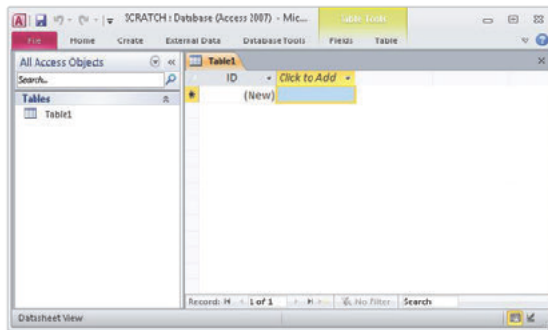 SCRATCH : Database (Access 2007) - Mic... Table Tools
File Home Create External Data Database Tools Fields Table
All Access Objects
Search...
Tables
Table1
Table1
ID Click to Add
(New)
Record: 1 of 1 No Filter Search
Datasheet View